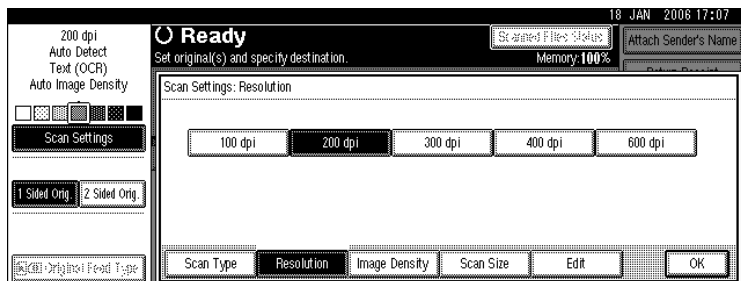 18 JAN 2006 17:07
200 dpi
Auto Detect
Text (OCR)
Auto Image Density
Scan Settings
1 Sided Orig. 2 Sided Orig.
Original Feed Type
Ready
Scanned Files Status
Set original(s) and specify destination.
Memory:100%
Attach Sender's Name
Return Receipt
Scan Settings: Resolution
100 dpi 200 dpi 300 dpi 400 dpi 600 dpi
Scan Type Resolution Image Density Scan Size Edit OK